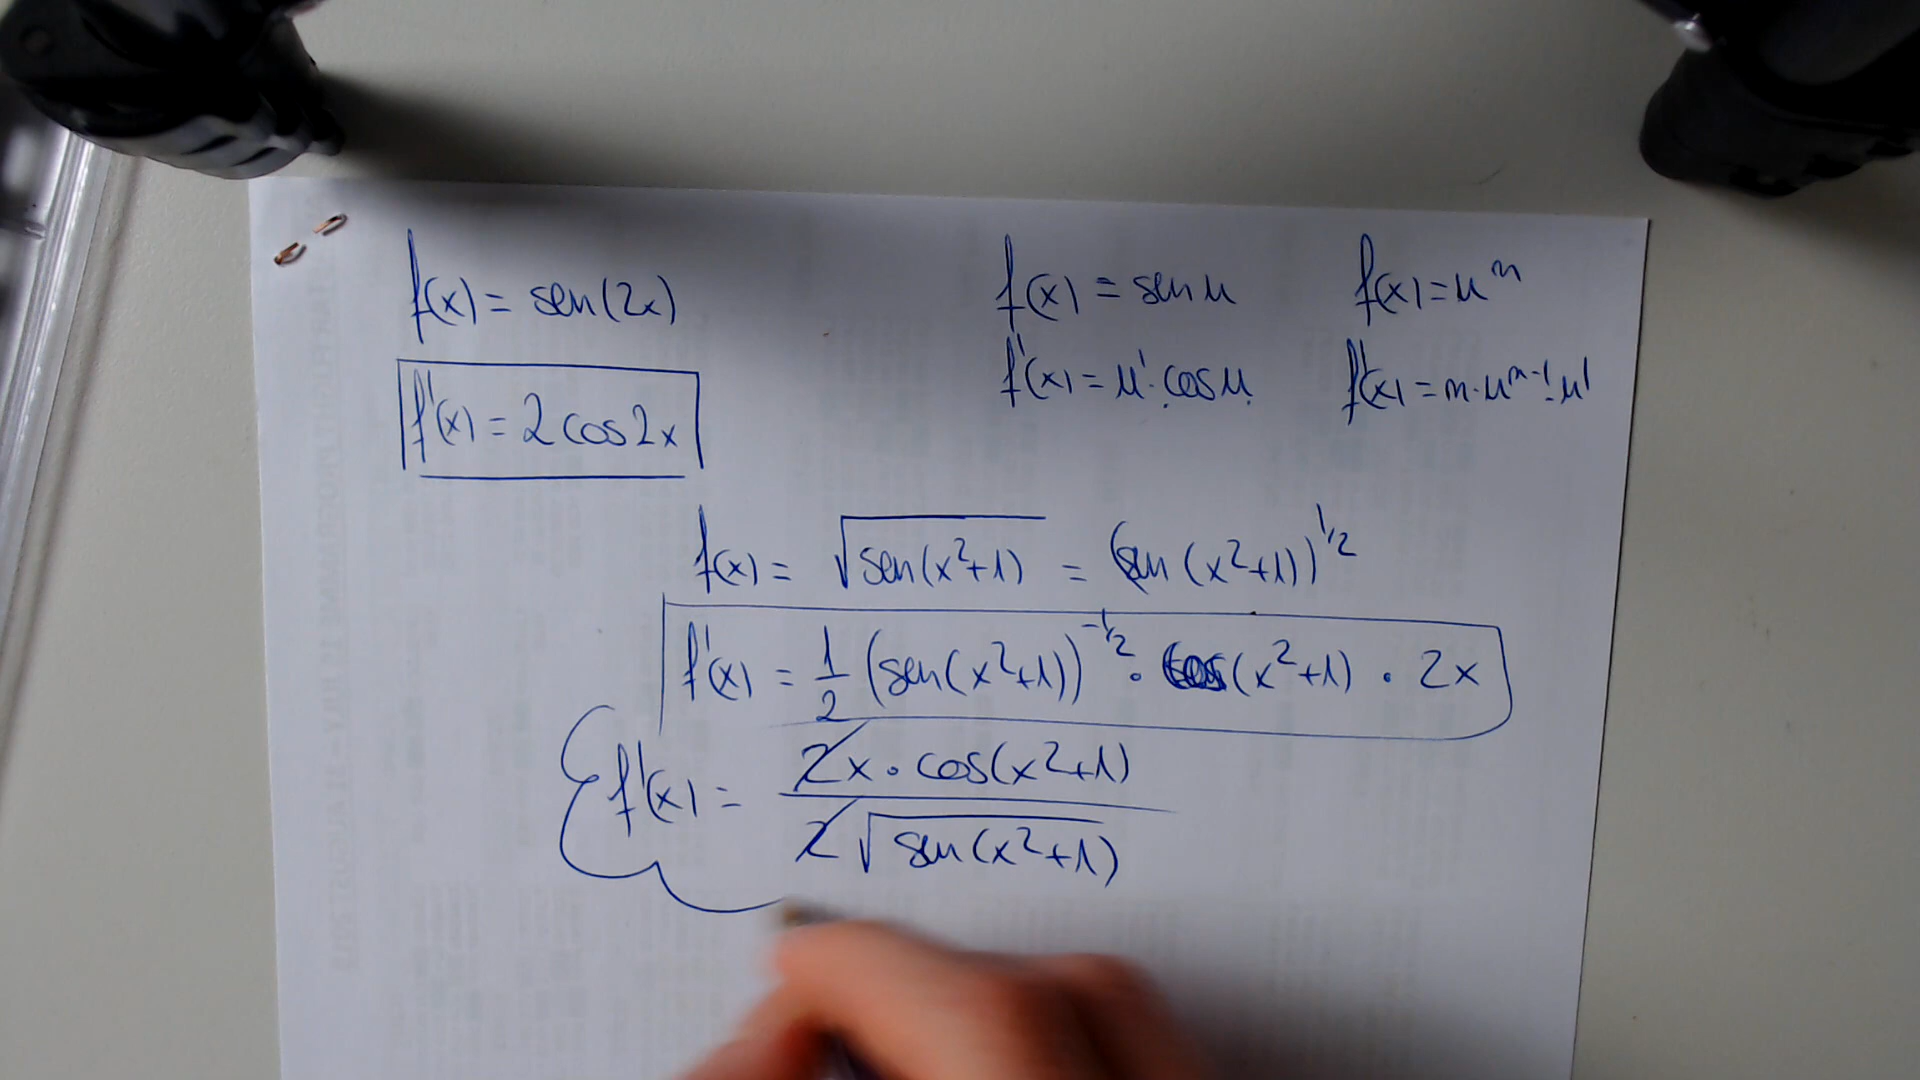 f(x) = sen(2x)
f'(x) = 2 cos 2x
f(x) = sen u
f'(x) = u' · cos u
f(x) = u^n
f'(x) = n · u^{n-1} · u'
f(x) = √(sen(x²+1)) = (sen (x²+1))^{1/2}
f'(x) = 1/2 (sen(x²+1))^{-1/2} · cos(x²+1) · 2x
f'(x) = 2x · cos(x²+1) / 2√(sen(x²+1))